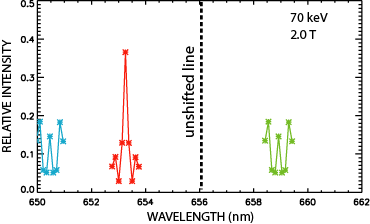 0.5
70 keV
2.0 T
0.4
0.3
0.2
0.1
0.0
RELATIVE INTENSITY
unshifted line
650 652 654 656 658 660 662
WAVELENGTH (nm)